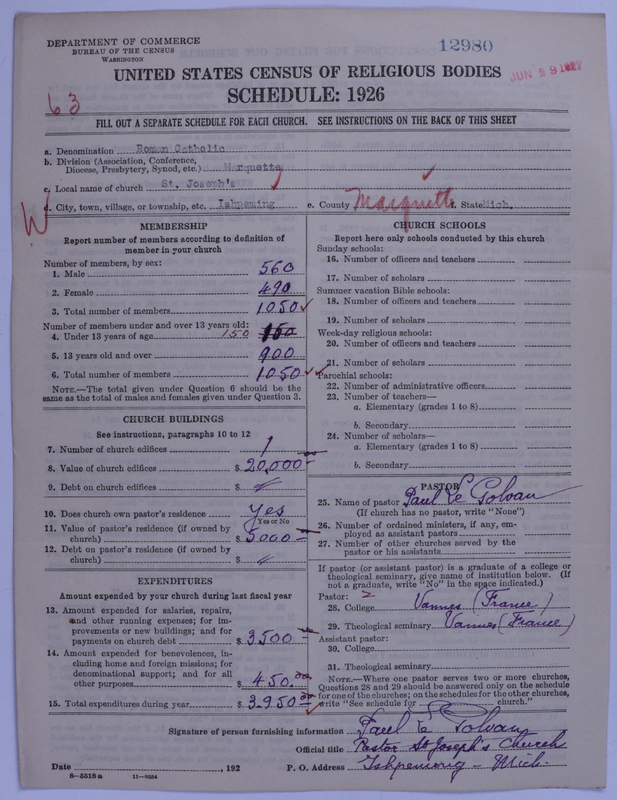 DEPARTMENT OF COMMERCE
BUREAU OF THE CENSUS
WASHINGTON
12980
JUN 29 1927
UNITED STATES CENSUS OF RELIGIOUS BODIES
SCHEDULE: 1926
63
FILL OUT A SEPARATE SCHEDULE FOR EACH CHURCH. SEE INSTRUCTIONS ON THE BACK OF THIS SHEET
a. Denomination Roman Catholic
b. Division (Association, Conference,
Diocese, Presbytery, Synod, etc.) Marquette
c. Local name of church St. Joseph's
d. City, town, village, or township, etc. Ishpeming e. County Marquette f. State Mich.
W
MEMBERSHIP
Report number of members according to definition of
member in your church
Number of members, by sex:
1. Male 560
2. Female 490
3. Total number of members 1050 ✓
Number of members under and over 13 years old:
4. Under 13 years of age 150 150
5. 13 years old and over 900
6. Total number of members 1050 ✓✓
NOTE.—The total given under Question 6 should be the
same as the total of males and females given under Question 3.
CHURCH BUILDINGS
See instructions, paragraphs 10 to 12
7. Number of church edifices 1
8. Value of church edifices $ 20,000
9. Debt on church edifices $
10. Does church own pastor's residence Yes
Yes or No
11. Value of pastor's residence (if owned by
church) $ 5000
12. Debt on pastor's residence (if owned by
church) $
EXPENDITURES
Amount expended by your church during last fiscal year
13. Amount expended for salaries, repairs,
and other running expenses; for im-
provements or new buildings; and for
payments on church debt $ 3,500
14. Amount expended for benevolences, in-
cluding home and foreign missions; for
denominational support; and for all
other purposes $ 450.00
15. Total expenditures during year $ 3,950.00
CHURCH SCHOOLS
Report here only schools conducted by this church
Sunday schools:
16. Number of officers and teachers
17. Number of scholars
Summer vacation Bible schools:
18. Number of officers and teachers
19. Number of scholars
Week-day religious schools:
20. Number of officers and teachers
21. Number of scholars
Parochial schools:
22. Number of administrative officers
23. Number of teachers—
a. Elementary (grades 1 to 8)
b. Secondary
24. Number of scholars—
a. Elementary (grades 1 to 8)
b. Secondary
PASTOR
25. Name of pastor Paul Le Golvan
(If church has no pastor, write "None")
26. Number of ordained ministers, if any, em-
ployed as assistant pastors
27. Number of other churches served by the
pastor or his assistants
If pastor (or assistant pastor) is a graduate of a college or
theological seminary, give name of institution below. (If
not a graduate, write "No" in the space indicated.)
Pastor: 2
28. College Vannes (France)
29. Theological seminary Vannes (France)
Assistant pastor:
30. College
31. Theological seminary
NOTE.—Where one pastor serves two or more churches,
Questions 28 and 29 should be answered only on the schedule
for one of the churches; on the schedules for the other churches,
write "See schedule for church."
Signature of person furnishing information Paul Le Golvan
Official title Pastor St Joseph's Church
Date , 192 P. O. Address Ishpeming - Mich-
8—5518 a 11—9034